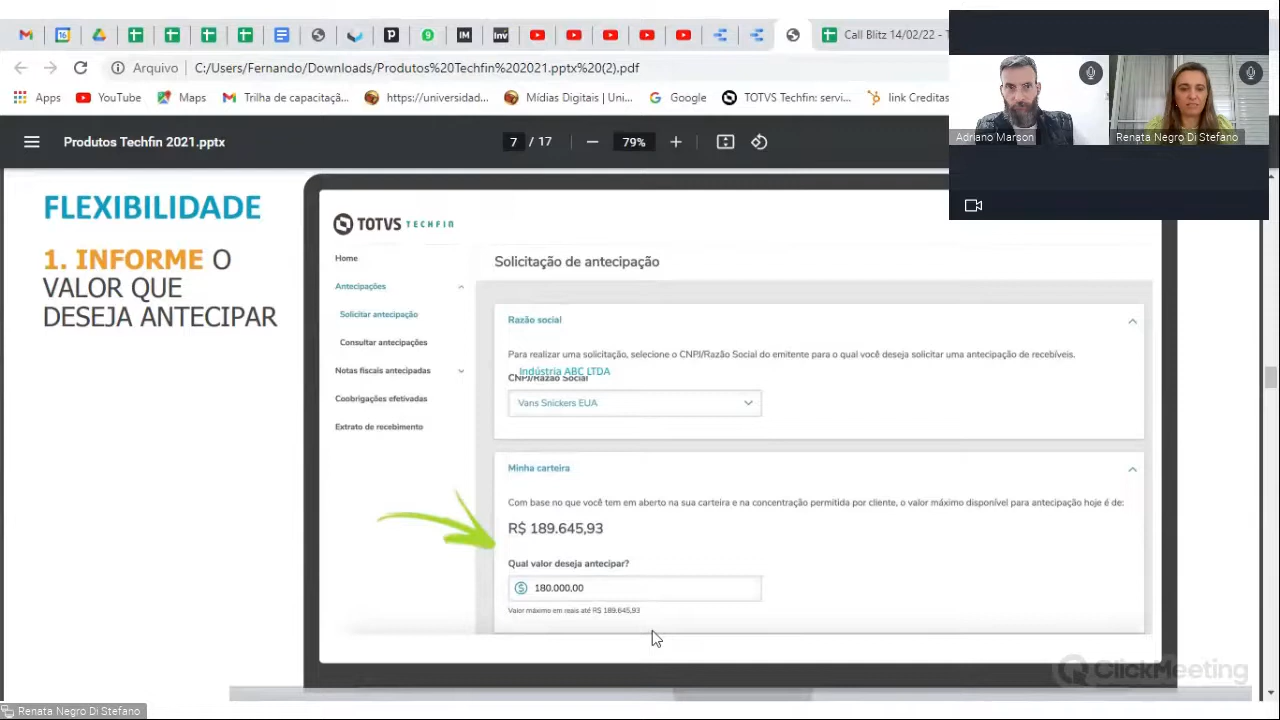 Call Blitz 14/02/22 - T
Arquivo
C:/Users/Fernando/Downloads/Produtos%20Techfin%202021.pptx%20(2).pdf
Apps
YouTube
Maps
Trilha de capacitaçã...
https://universidad...
Mídias Digitais | Uni...
Google
TOTVS Techfin: servi...
link Creditas
Adriano Marson
Renata Negro Di Stefano
Produtos Techfin 2021.pptx
7 / 17
79%
FLEXIBILIDADE
1. INFORME O
VALOR QUE
DESEJA ANTECIPAR
TOTVS TECHFIN
Home
Antecipações
Solicitar antecipação
Consultar antecipações
Notas fiscais antecipadas
Coobrigações efetivadas
Extrato de recebimento
Solicitação de antecipação
Razão social
Para realizar uma solicitação, selecione o CNPJ/Razão Social do emitente para o qual você deseja solicitar uma antecipação de recebíveis.
Indústria ABC LTDA
CNPJ/Razão Social
Vans Snickers EUA
Minha carteira
Com base no que você tem em aberto na sua carteira e na concentração permitida por cliente, o valor máximo disponível para antecipação hoje é de:
R$ 189.645,93
Qual valor deseja antecipar?
180.000.00
Valor máximo em reais até R$ 189.645,93
ClickMeeting
Renata Negro Di Stefano